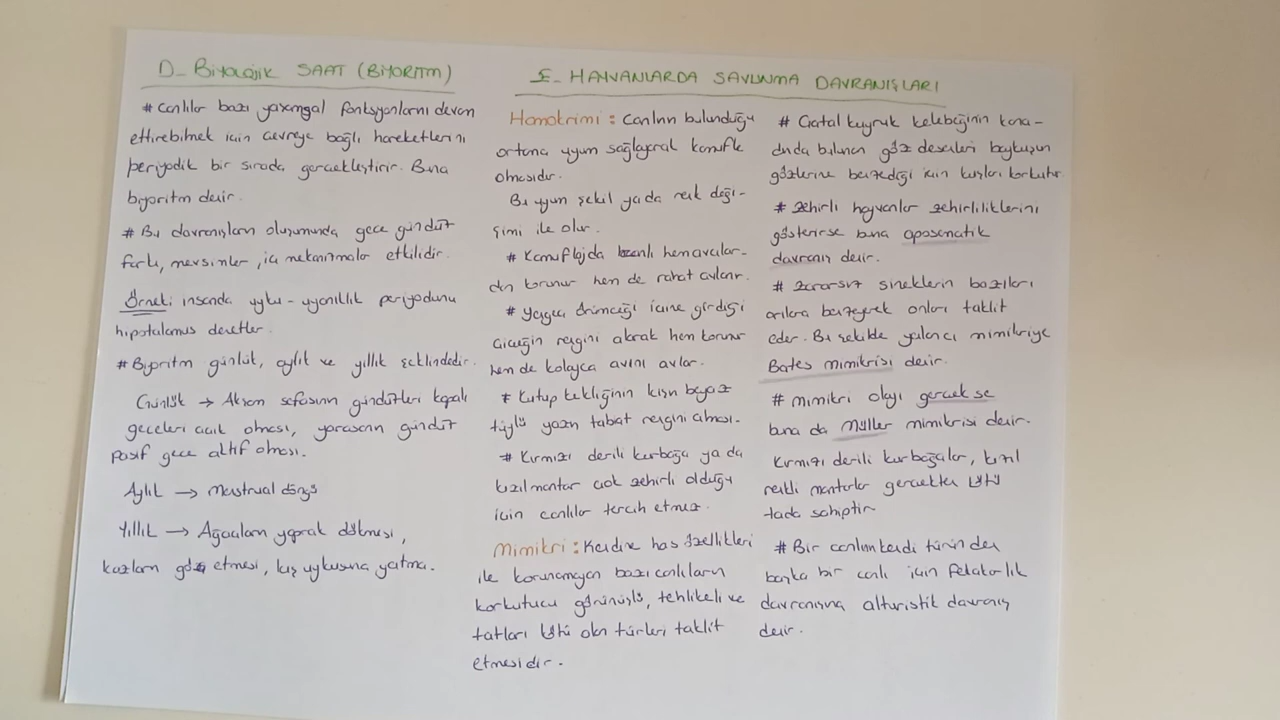 D- BİYOLOJİK SAAT (BİYORİTM)
# Canlılar bazı yaşamsal fonksiyonlarını devam
ettirebilmek için çevreye bağlı hareketlerini
periyodik bir sırada gerçekleştirir. Buna
biyoritm denir.
# Bu davranışların oluşumunda gece gündüz
farkı, mevsimler, iç mekanizmalar etkilidir.
Örnek: insanda uyku-uyanıklık periyodunu
hipotalamus denetler.
# Biyoritm günlük, aylık ve yıllık şeklindedir.
Günlük → Akşam sefasının gündüzleri kapalı
geceleri açık olması, yarasanın gündüz
pasif gece aktif olması.
Aylık → Menstrual döngü
Yıllık → Ağaçların yaprak dökmesi,
kazların göç etmesi, kış uykusuna yatma.
E- HAYVANLARDA SAVUNMA DAVRANIŞLARI
Homokromi: Canlının bulunduğu
ortama uyum sağlayarak kamufle
olmasıdır.
Bu uyum şekil yada renk deği-
şimi ile olur.
# Kamuflajda canlı hem avcılar-
dan korunur hem de rahat avlanır.
# Yengeç örümceği içine girdiği
çiçeğin rengini alarak hem korunur
hem de kolayca avını avlar.
# Kutup kekliğinin kışın beyaz
tüylü yazın tabiat rengini alması.
# Kırmızı derili kurbağa ya da
kızıl mantar çok zehirli olduğu
için canlılar tercih etmez.
Mimikri: Kendine has özellikleri
ile korunamayan bazı canlıların
korkutucu görünüşlü, tehlikeli ve
tatları kötü olan türleri taklit
etmesidir.
# Çatal kuyruk kelebeğinin kana-
dında bulunan göz desenleri baykuşun
gözlerine benzediği için kuşları korkutur.
# Zehirli hayvanlar zehirliliklerini
gösterirse buna aposematik
davranış denir.
# Zararsız sineklerin bazıları
arılara benzeyerek onları taklit
eder. Bu şekilde yalancı mimikriye
Bates mimikrisi denir.
# mimikri olayı gerçekse
buna da Müller mimikrisi denir.
Kırmızı derili kurbağalar, kızıl
renkli mantarlar gerçekten kötü
tada sahiptir
# Bir canlının kendi türünden
başka bir canlı için fedakarlık
davranışına alturistik davranış
denir.